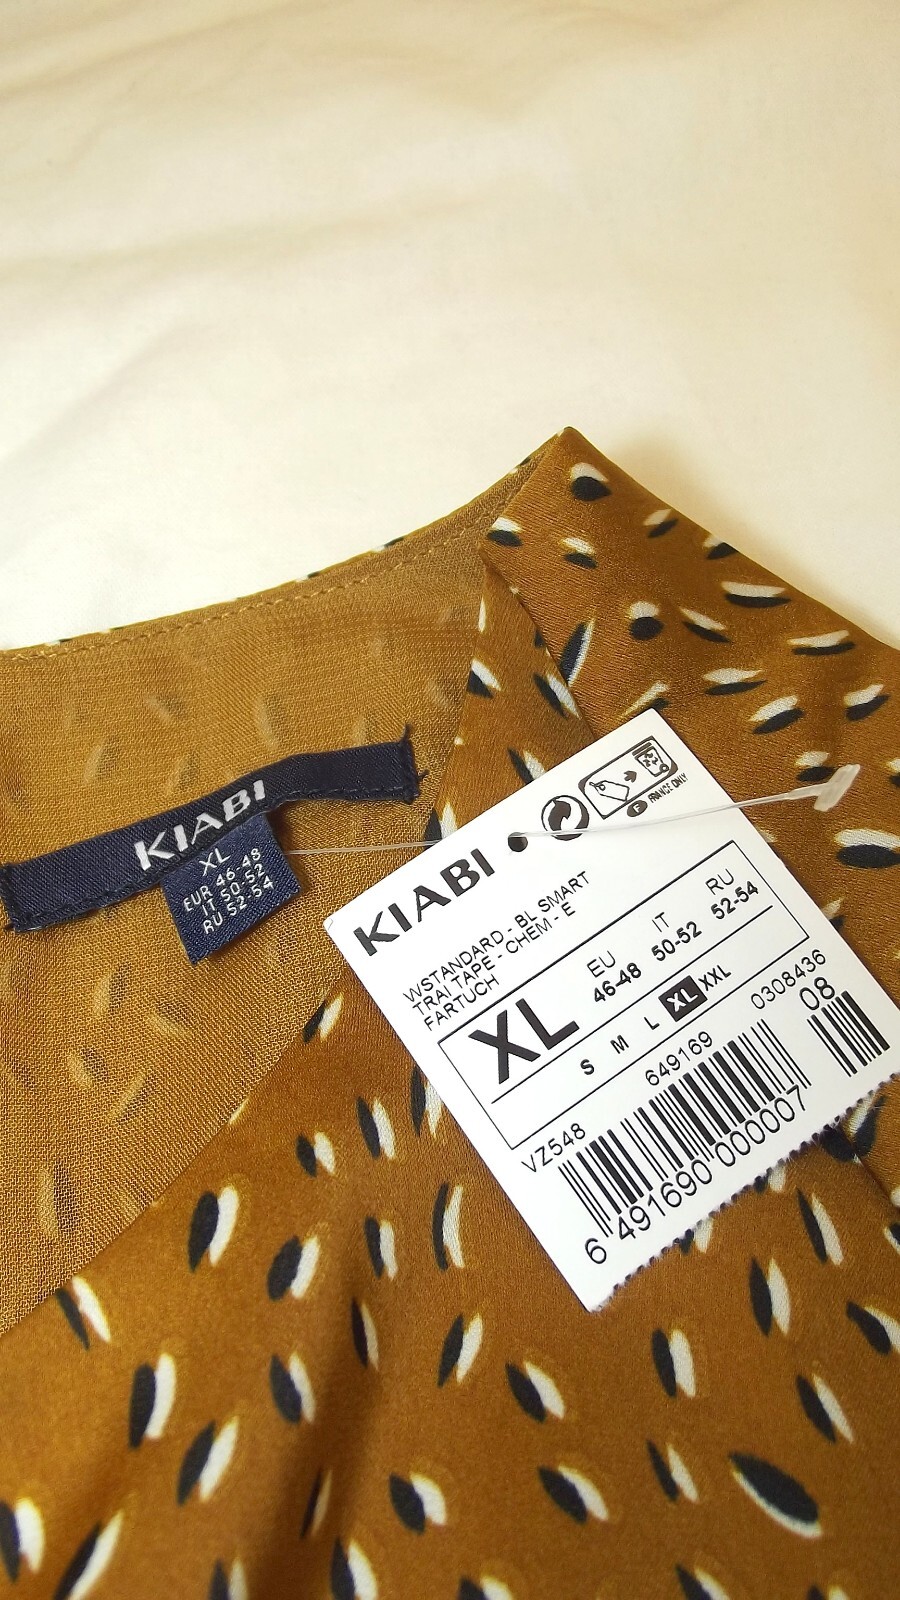 KIABI
XL
EUR 46-48
IT 50-52
RU 52-54
FRANCE ONLY
KIABI
VVSTANDARD - BL SMART
TRAI TAPE - CHEM - E
FARTUCH
XL
EU IT RU
46-48 50-52 52-54
S M L XL XXL
649169 0308436
VZ548 08
6 491690 000007